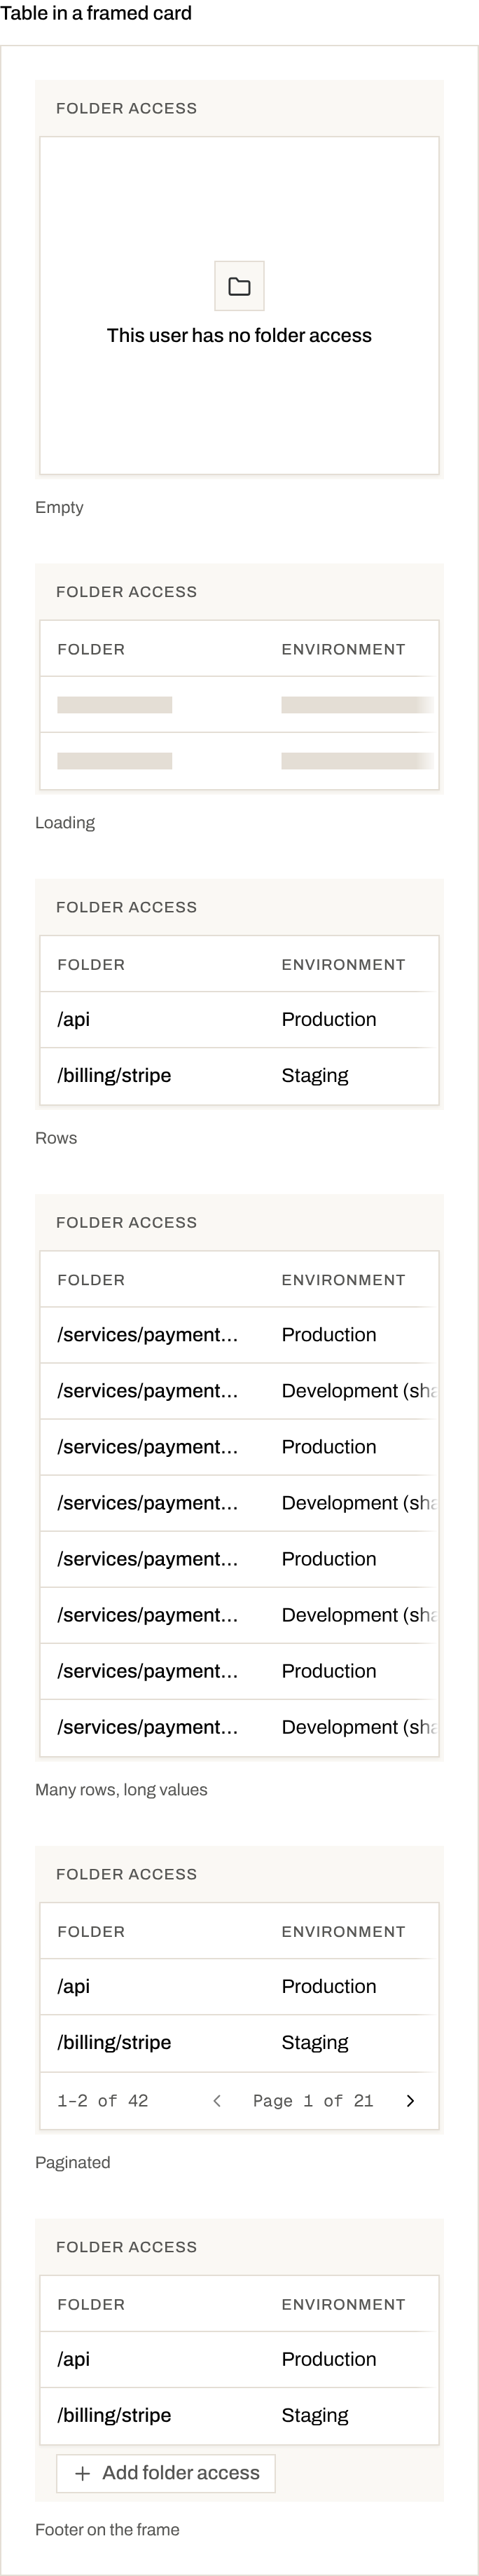 Table in a framed card
FOLDER ACCESS
This user has no folder access
Empty
FOLDER ACCESS
FOLDER ENVIRONMENT
Loading
FOLDER ACCESS
FOLDER ENVIRONMENT
/api Production
/billing/stripe Staging
Rows
FOLDER ACCESS
FOLDER ENVIRONMENT
/services/payment... Production
/services/payment... Development (sha
/services/payment... Production
/services/payment... Development (sha
/services/payment... Production
/services/payment... Development (sha
/services/payment... Production
/services/payment... Development (sha
Many rows, long values
FOLDER ACCESS
FOLDER ENVIRONMENT
/api Production
/billing/stripe Staging
1-2 of 42 Page 1 of 21
Paginated
FOLDER ACCESS
FOLDER ENVIRONMENT
/api Production
/billing/stripe Staging
Add folder access
Footer on the frame